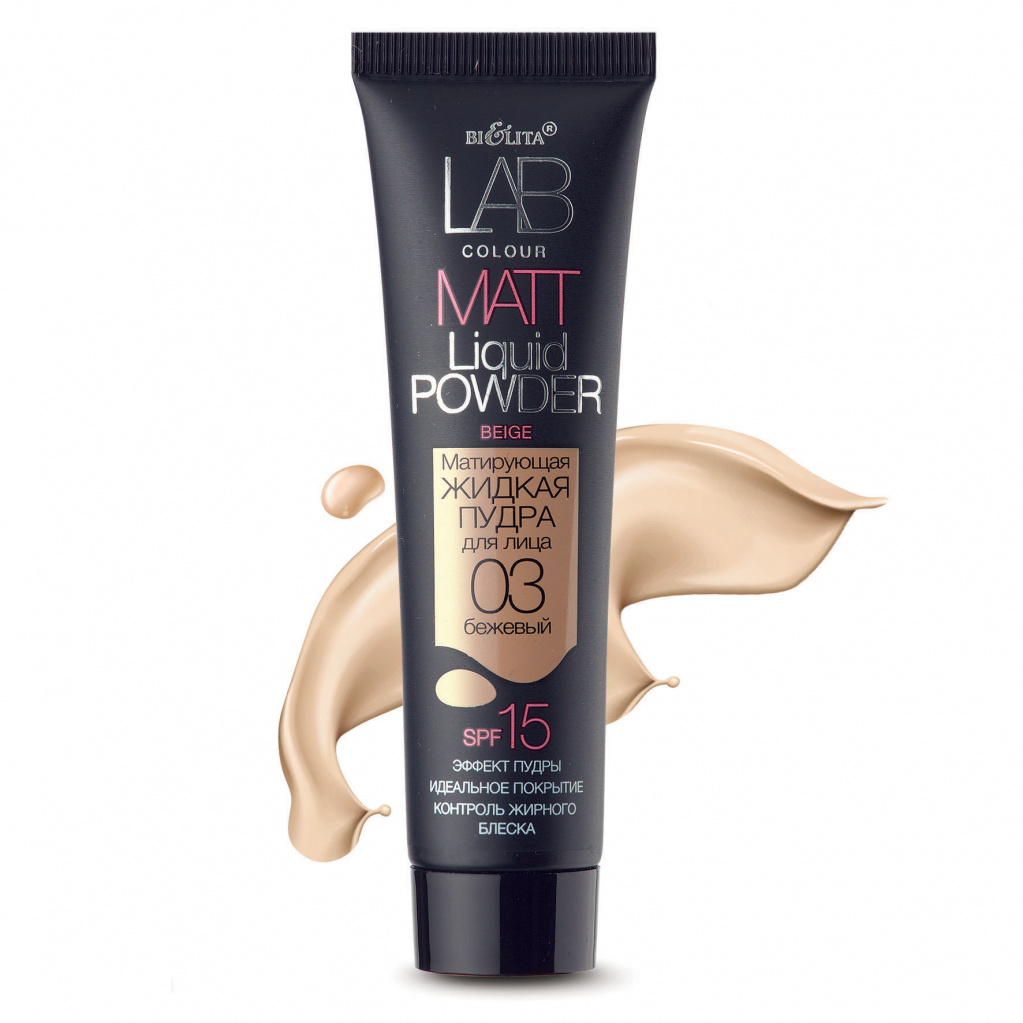 BIELITA®
LAB
COLOUR
MATT
Liquid
POWDER
BEIGE
Матирующая
ЖИДКАЯ
ПУДРА
для лица
03
бежевый
SPF 15
ЭФФЕКТ ПУДРЫ
ИДЕАЛЬНОЕ ПОКРЫТИЕ
КОНТРОЛЬ ЖИРНОГО
БЛЕСКА